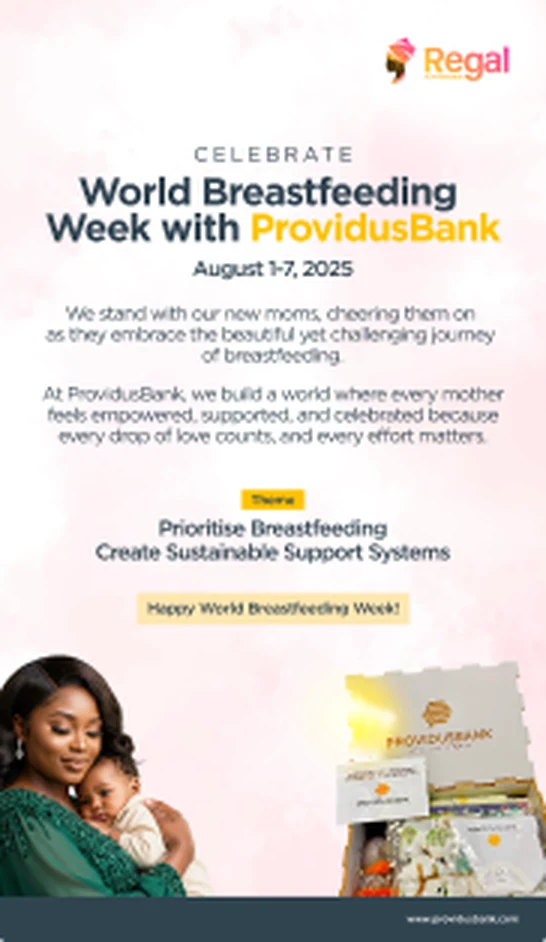 Regal
CELEBRATE
World Breastfeeding
Week with ProvidusBank
August 1-7, 2025
We stand with our new moms, cheering them on
as they embrace the beautiful yet challenging journey
of breastfeeding.
At ProvidusBank, we build a world where every mother
feels empowered, supported, and celebrated because
every drop of love counts, and every effort matters.
Theme
Prioritise Breastfeeding
Create Sustainable Support Systems
Happy World Breastfeeding Week!
PROVIDUSBANK
www.providusbank.com